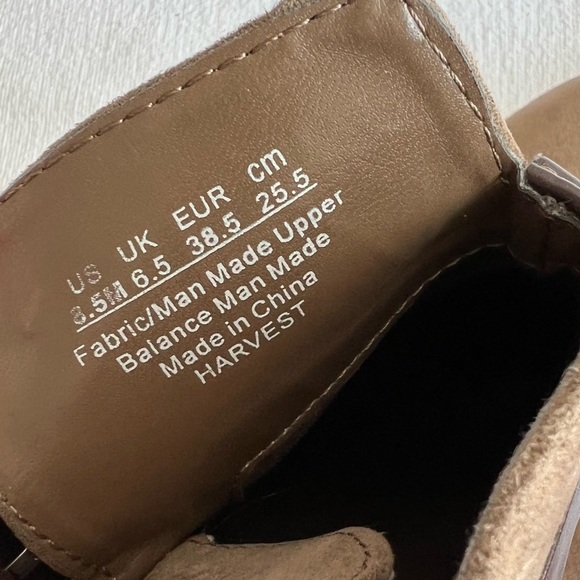 US UK EUR cm
8.5M 6.5 38.5 25.5
Fabric/Man Made Upper
Balance Man Made
Made in China
HARVEST